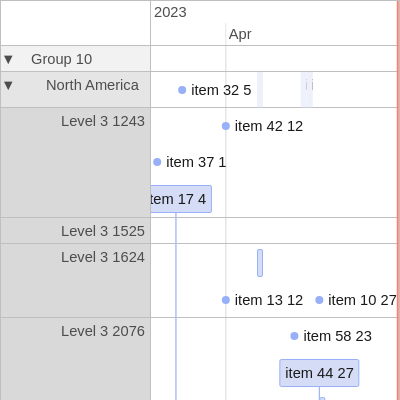 2023
Apr
▼ Group 10
▼ North America
item 32 5
Level 3 1243
item 42 12
item 37 1
tem 17 4
Level 3 1525
Level 3 1624
item 13 12
item 10 27
Level 3 2076
item 58 23
item 44 27